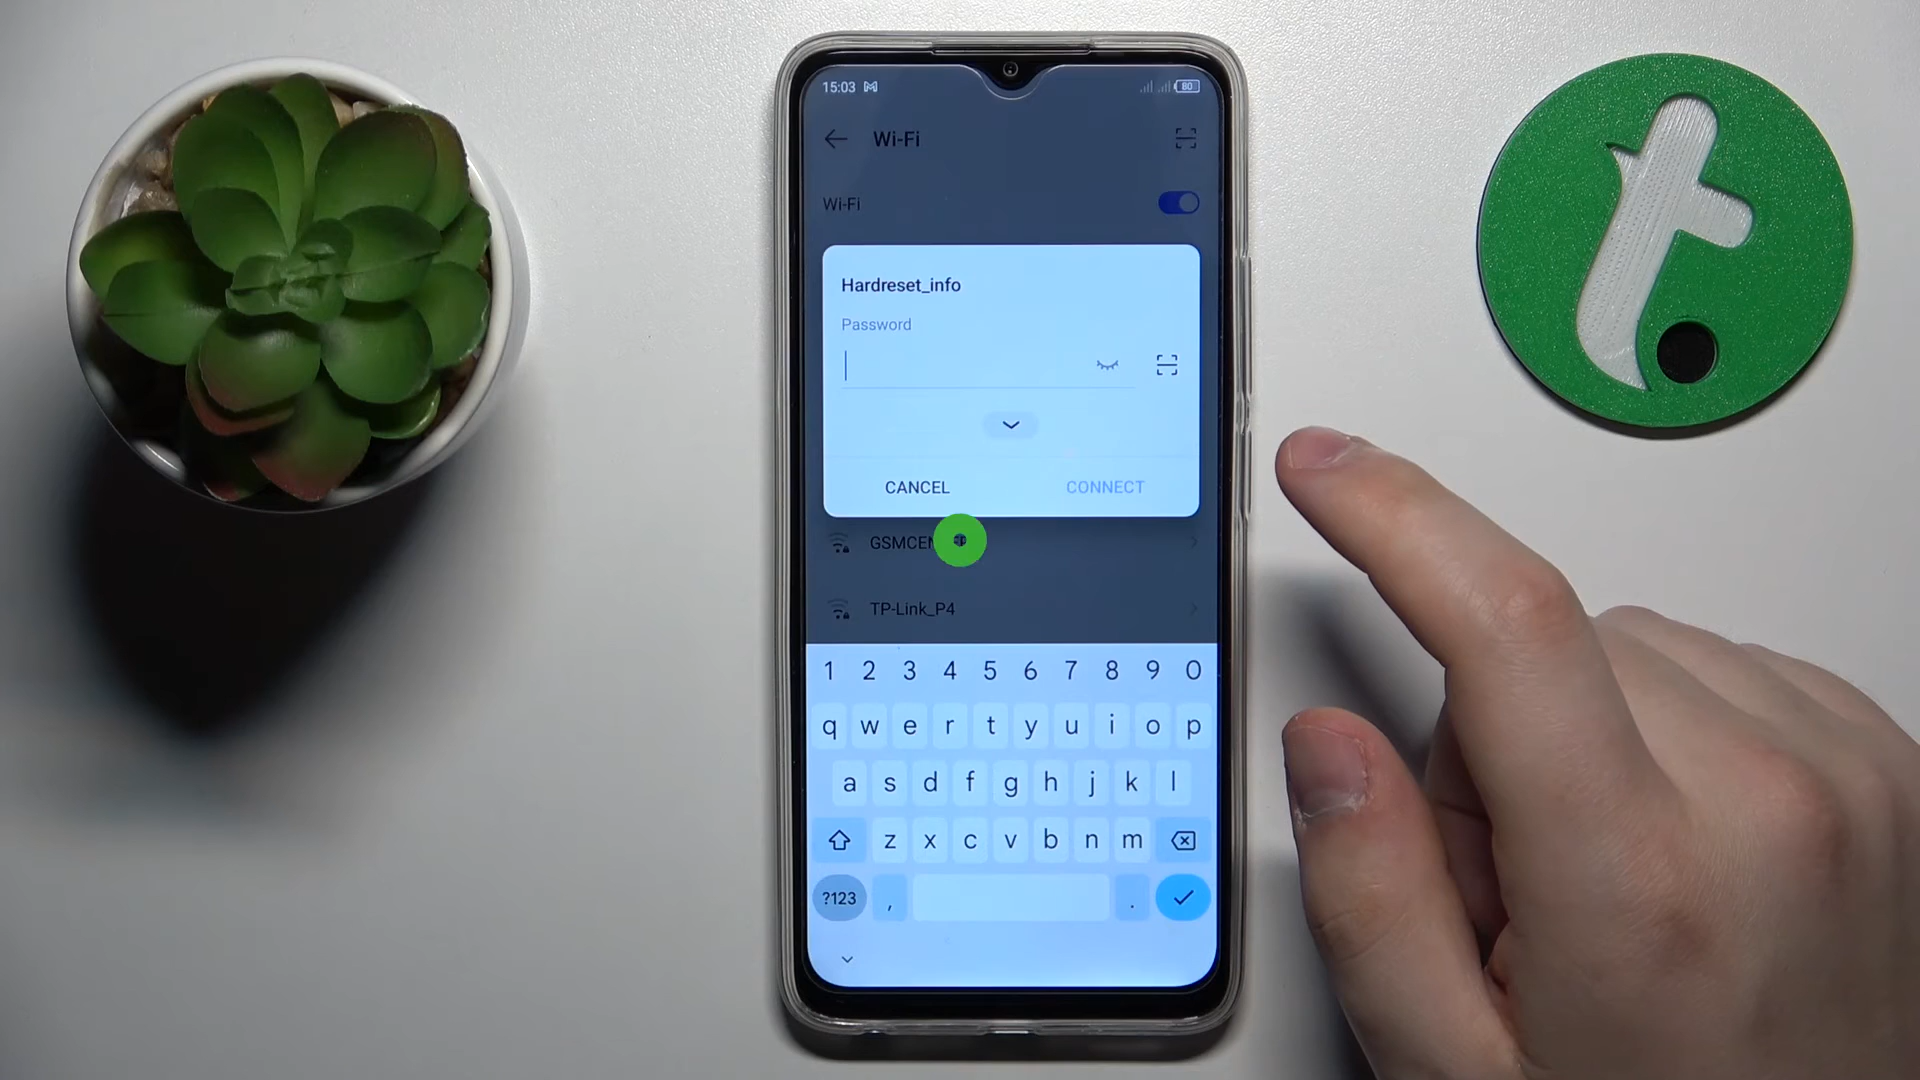 15:03
80
Wi-Fi
Wi-Fi
Hardreset_info
Password
CANCEL
CONNECT
TP-Link_P4
1 2 3 4 5 6 7 8 9 0
q w e r t y u i o p
a s d f g h j k l
z x c v b n m
?123 , .
t